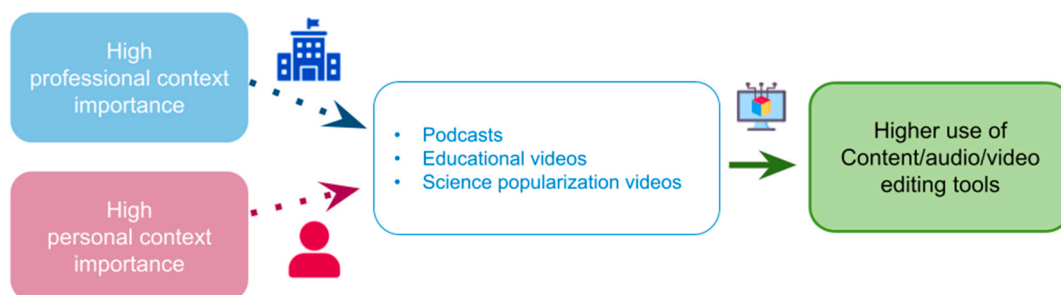 High
professional context
importance
High
personal context
importance
• Podcasts
• Educational videos
• Science popularization videos
Higher use of
Content/audio/video
editing tools